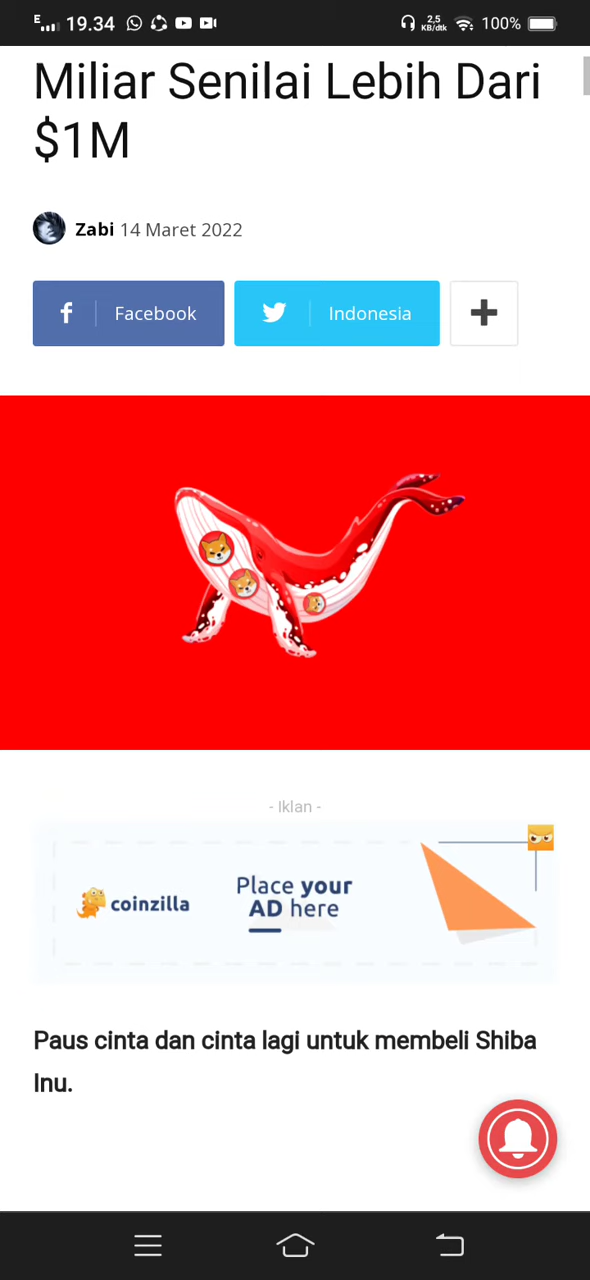 E 19.34 2,5 KB/dtk 100%
Miliar Senilai Lebih Dari
$1M
Zabi 14 Maret 2022
Facebook Indonesia
- Iklan -
coinzilla
Place your
AD here
Paus cinta dan cinta lagi untuk membeli Shiba
Inu.